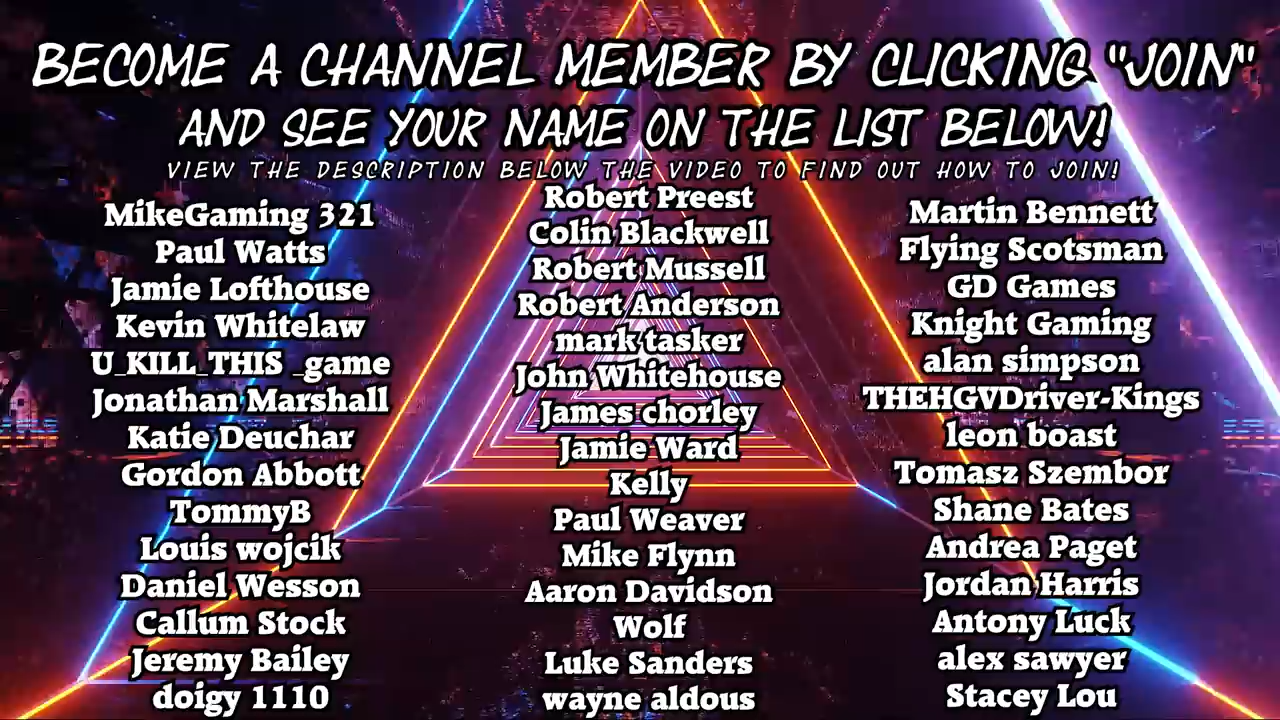 BECOME A CHANNEL MEMBER BY CLICKING "JOIN"
AND SEE YOUR NAME ON THE LIST BELOW!
VIEW THE DESCRIPTION BELOW THE VIDEO TO FIND OUT HOW TO JOIN!
MikeGaming 321
Paul Watts
Jamie Lofthouse
Kevin Whitelaw
U_KILL_THIS _game
Jonathan Marshall
Katie Deuchar
Gordon Abbott
TommyB
Louis wojcik
Daniel Wesson
Callum Stock
Jeremy Bailey
doigy 1110
Robert Preest
Colin Blackwell
Robert Mussell
Robert Anderson
mark tasker
John Whitehouse
James chorley
Jamie Ward
Kelly
Paul Weaver
Mike Flynn
Aaron Davidson
Wolf
Luke Sanders
wayne aldous
Martin Bennett
Flying Scotsman
GD Games
Knight Gaming
alan simpson
THEHGVDriver-Kings
leon boast
Tomasz Szembor
Shane Bates
Andrea Paget
Jordan Harris
Antony Luck
alex sawyer
Stacey Lou